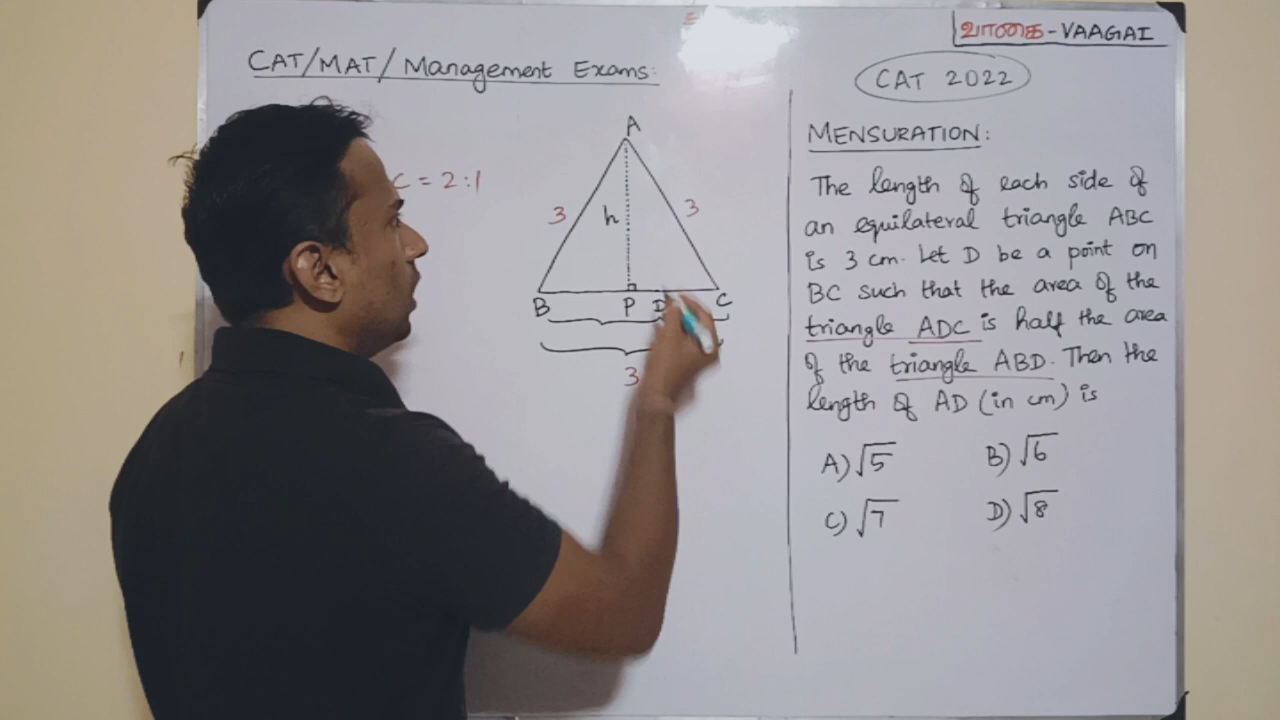 வாகை - VAAGAI
CAT/MAT/ Management Exams:
C = 2:1
A
3
h
3
B
P
D
C
3
CAT 2022
MENSURATION:
The length of each side of
an equilateral triangle ABC
is 3 cm. Let D be a point on
BC such that the area of the
triangle ADC is half the area
of the triangle ABD. Then the
length of AD (in cm) is
A) √5
B) √6
C) √7
D) √8